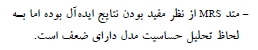 - متد MRS از نظر مفید بودن نتایج ایده‌آل بوده اما به
لحاظ تحلیل حساسیت مدل دارای ضعف است.